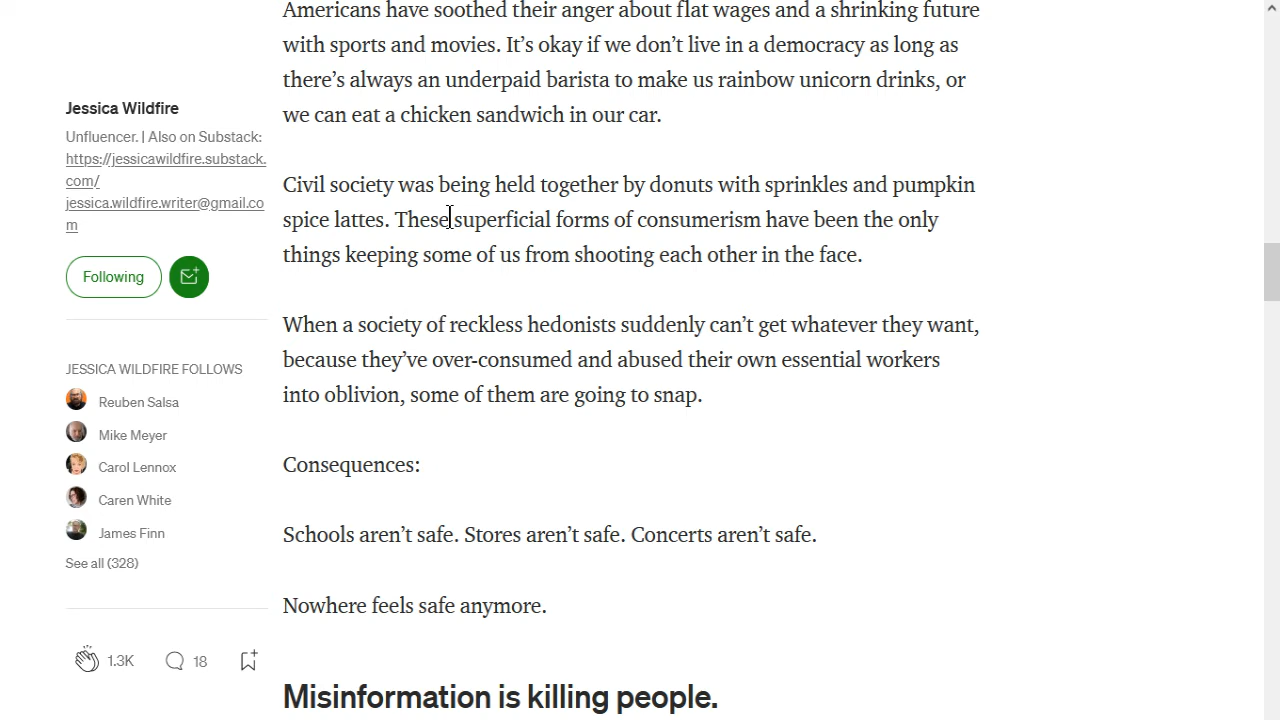 Jessica Wildfire
Unfluencer. | Also on Substack:
https://jessicawildfire.substack.
com/
jessica.wildfire.writer@gmail.co
m
Following
JESSICA WILDFIRE FOLLOWS
Reuben Salsa
Mike Meyer
Carol Lennox
Caren White
James Finn
See all (328)
1.3K
18
Americans have soothed their anger about flat wages and a shrinking future
with sports and movies. It’s okay if we don’t live in a democracy as long as
there’s always an underpaid barista to make us rainbow unicorn drinks, or
we can eat a chicken sandwich in our car.
Civil society was being held together by donuts with sprinkles and pumpkin
spice lattes. These superficial forms of consumerism have been the only
things keeping some of us from shooting each other in the face.
When a society of reckless hedonists suddenly can’t get whatever they want,
because they’ve over-consumed and abused their own essential workers
into oblivion, some of them are going to snap.
Consequences:
Schools aren’t safe. Stores aren’t safe. Concerts aren’t safe.
Nowhere feels safe anymore.
Misinformation is killing people.